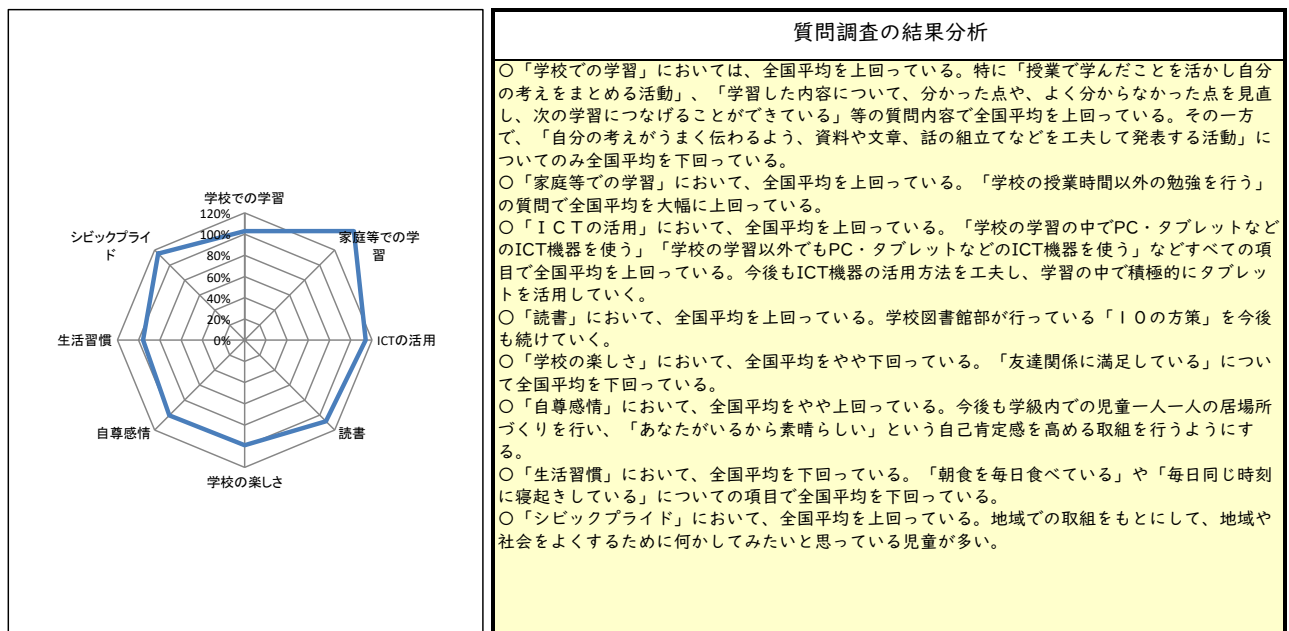 学校での学習
120%
100%
80%
60%
40%
20%
0%
家庭等での学
習
ICTの活用
読書
学校の楽しさ
自尊感情
生活習慣
シビックプライ
ド
質問調査の結果分析
〇「学校での学習」においては、全国平均を上回っている。特に「授業で学んだことを活かし自分
の考えをまとめる活動」、「学習した内容について、分かった点や、よく分からなかった点を見直
し、次の学習につなげることができている」等の質問内容で全国平均を上回っている。その一方
で、「自分の考えがうまく伝わるよう、資料や文章、話の組立てなどを工夫して発表する活動」に
ついてのみ全国平均を下回っている。
〇「家庭等での学習」において、全国平均を上回っている。「学校の授業時間以外の勉強を行う」
の質問で全国平均を大幅に上回っている。
〇「ＩＣＴの活用」において、全国平均を上回っている。「学校の学習の中でPC・タブレットなど
のICT機器を使う」「学校の学習以外でもPC・タブレットなどのICT機器を使う」などすべての項
目で全国平均を上回っている。今後もICT機器の活用方法を工夫し、学習の中で積極的にタブレッ
トを活用していく。
〇「読書」において、全国平均を上回っている。学校図書館部が行っている「１０の方策」を今後
も続けていく。
〇「学校の楽しさ」において、全国平均をやや下回っている。「友達関係に満足している」につい
て全国平均を下回っている。
〇「自尊感情」において、全国平均をやや上回っている。今後も学級内での児童一人一人の居場所
づくりを行い、「あなたがいるから素晴らしい」という自己肯定感を高める取組を行うようにす
る。
〇「生活習慣」において、全国平均を下回っている。「朝食を毎日食べている」や「毎日同じ時刻
に寝起きしている」についての項目で全国平均を下回っている。
〇「シビックプライド」において、全国平均を上回っている。地域での取組をもとにして、地域や
社会をよくするために何かしてみたいと思っている児童が多い。